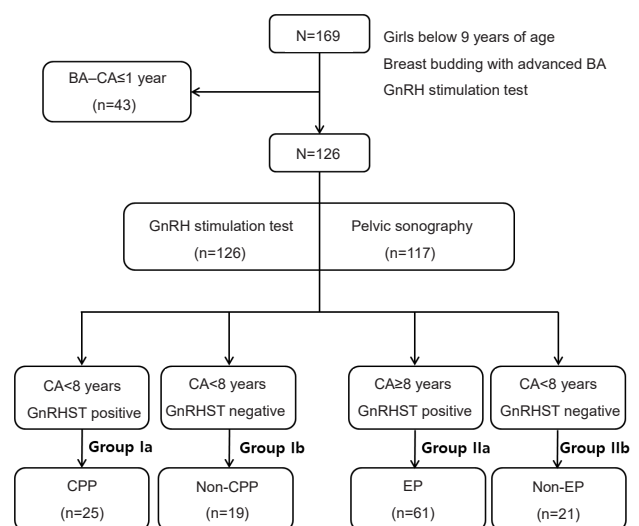 N=169
Girls below 9 years of age
Breast budding with advanced BA
GnRH stimulation test
BA–CA≤1 year
(n=43)
N=126
GnRH stimulation test
(n=126)
Pelvic sonography
(n=117)
CA<8 years
GnRHST positive
CA<8 years
GnRHST negative
CA≥8 years
GnRHST positive
CA<8 years
GnRHST negative
Group Ia
Group Ib
Group IIa
Group IIb
CPP
(n=25)
Non-CPP
(n=19)
EP
(n=61)
Non-EP
(n=21)